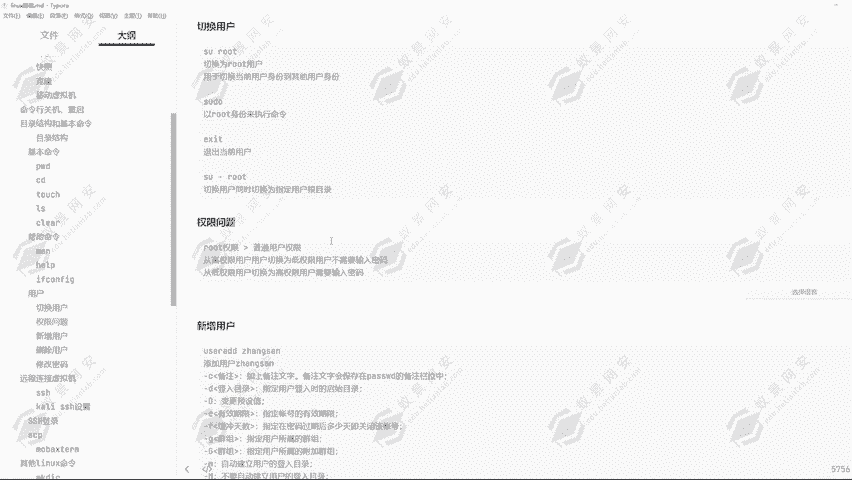 linux基础.md - Typora
文件(F) 编辑(E) 段落(P) 格式(O) 视图(V) 主题(T) 帮助(H)
文件
大纲
快照
克隆
移动虚拟机
命令行关机、重启
目录结构和基本命令
目录结构
基本命令
pwd
cd
touch
ls
clear
帮助命令
man
help
ifconfig
用户
切换用户
权限问题
新增用户
删除用户
修改密码
远程连接虚拟机
ssh
kali ssh设置
SSH登录
scp
mobaxterm
其他linux命令
mkdir
切换用户
su root
切换为root用户
用于切换当前用户身份到其他用户身份
sudo
以root身份来执行命令
exit
退出当前用户
su - root
切换用户同时切换为指定用户根目录
权限问题
root权限 > 普通用户权限
从高权限用户用户切换为低权限用户不需要输入密码
从低权限用户切换为高权限用户需要输入密码
选择语言
新增用户
useradd zhangsan
添加用户zhangsan
-c<备注>: 加上备注文字。备注文字会保存在passwd的备注栏位中;
-d<登入目录>: 指定用户登入时的启始目录;
-D: 变更预设值;
-e<有效期限>: 指定帐号的有效期限;
-f<缓冲天数>: 指定在密码过期后多少天即关闭该帐号;
-g<群组>: 指定用户所属的群组;
-G<群组>: 指定用户所属的附加群组;
-m: 自动建立用户的登入目录;
-M: 不要自动建立用户的登入目录;
5756